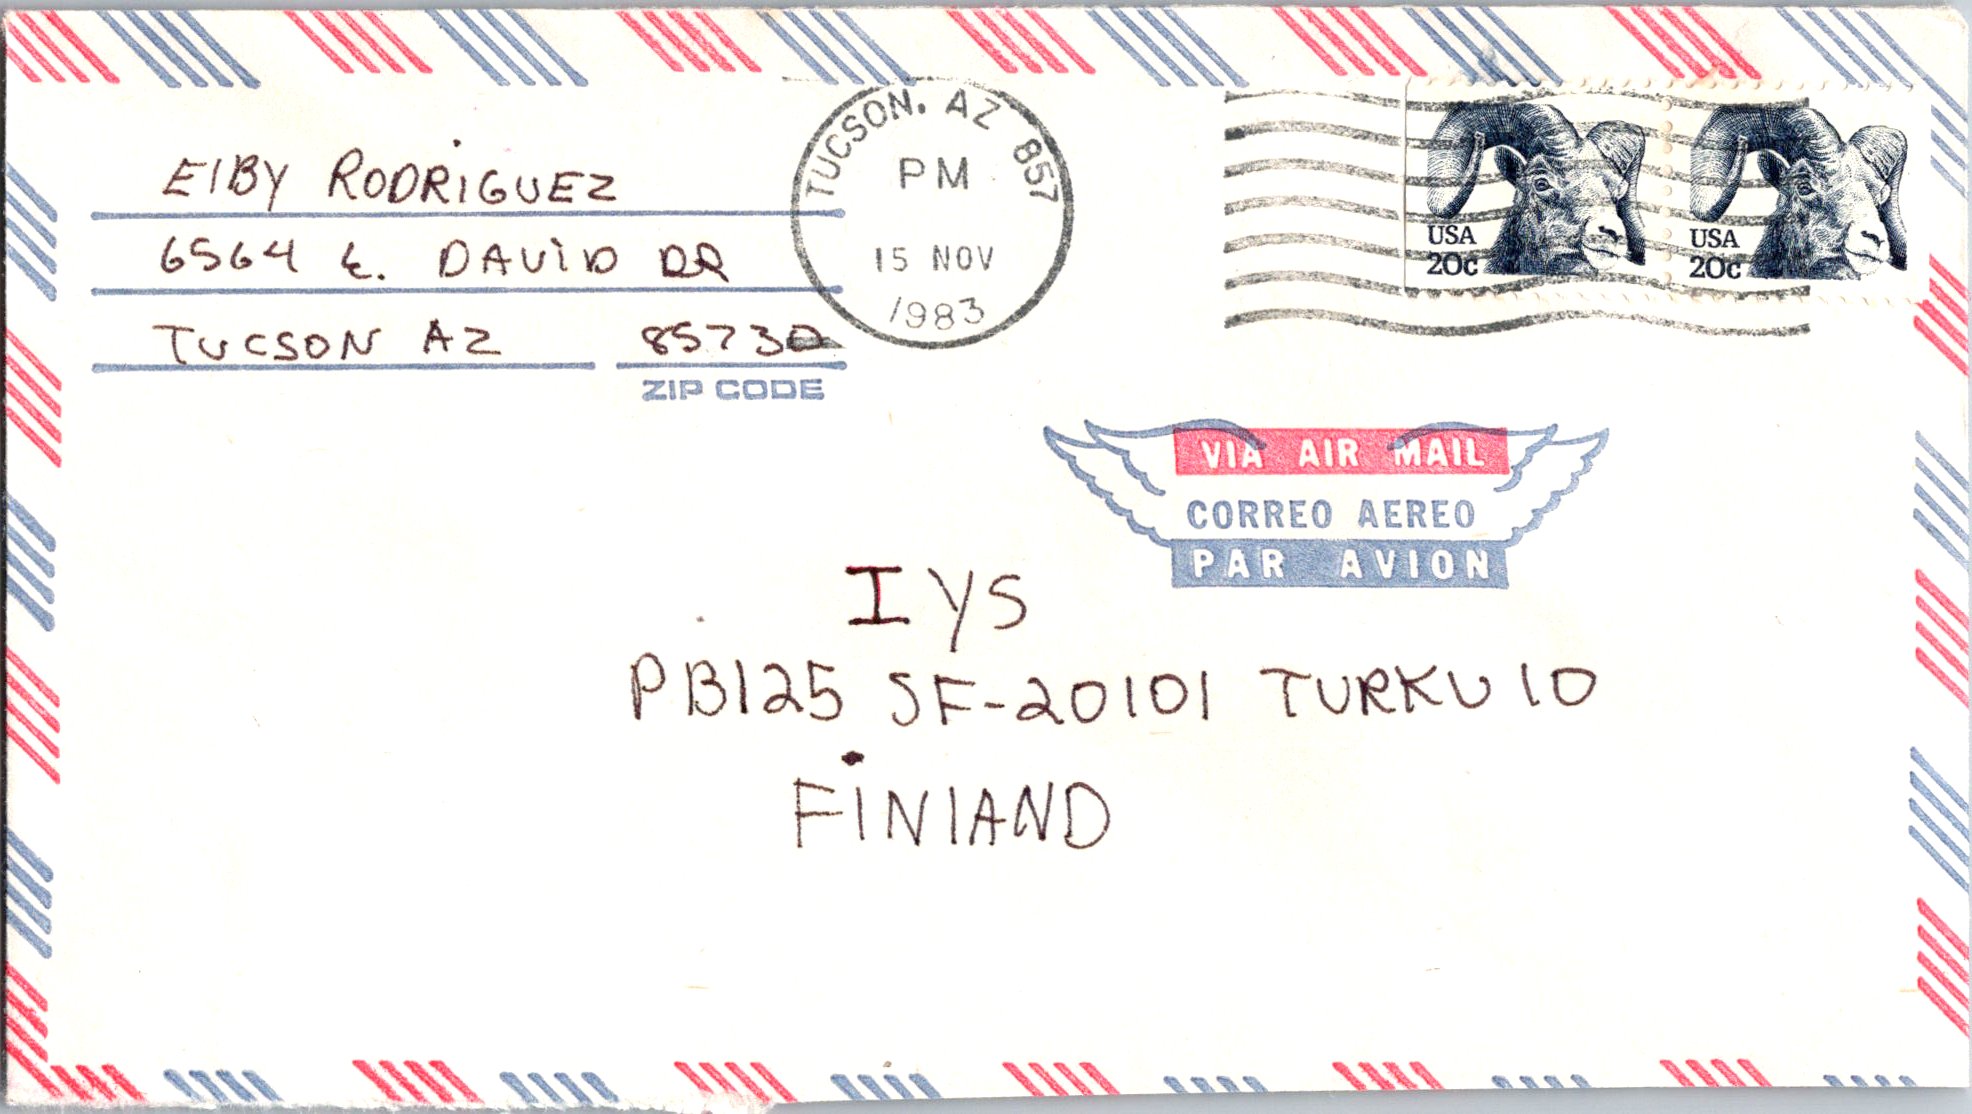 EIBY RODRIGUEZ
6564 E. DAVID DR
TUCSON AZ 85730
ZIP CODE
TUCSON, AZ 857
PM
15 NOV
1983
USA
20c
USA
20c
VIA AIR MAIL
CORREO AEREO
PAR AVION
IYS
PB125 SF-20101 TURKU 10
FINIAND